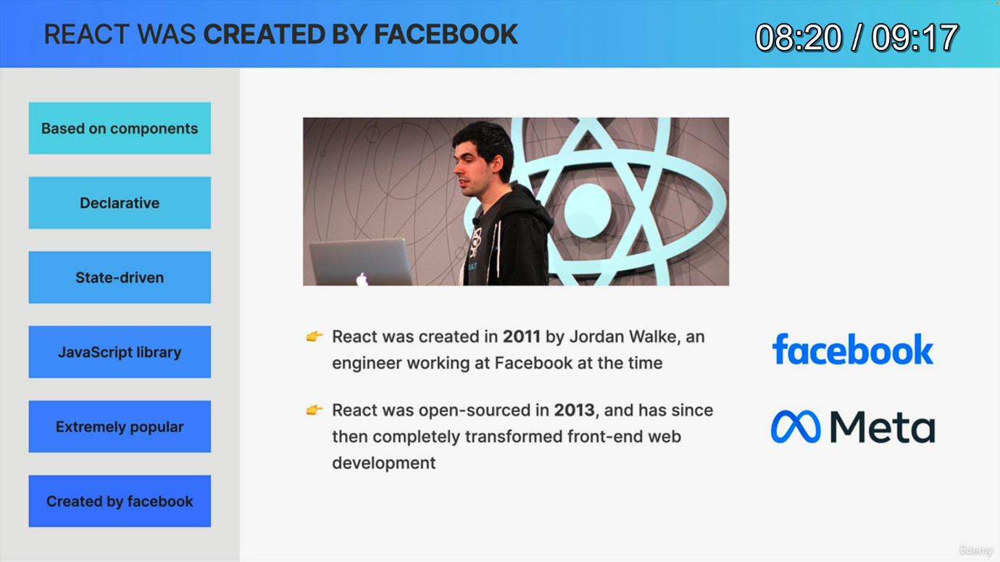 REACT WAS CREATED BY FACEBOOK
08:20 / 09:17
Based on components
Declarative
State-driven
JavaScript library
Extremely popular
Created by facebook
👉 React was created in 2011 by Jordan Walke, an
engineer working at Facebook at the time
👉 React was open-sourced in 2013, and has since
then completely transformed front-end web
development
facebook
Meta
ûdemy